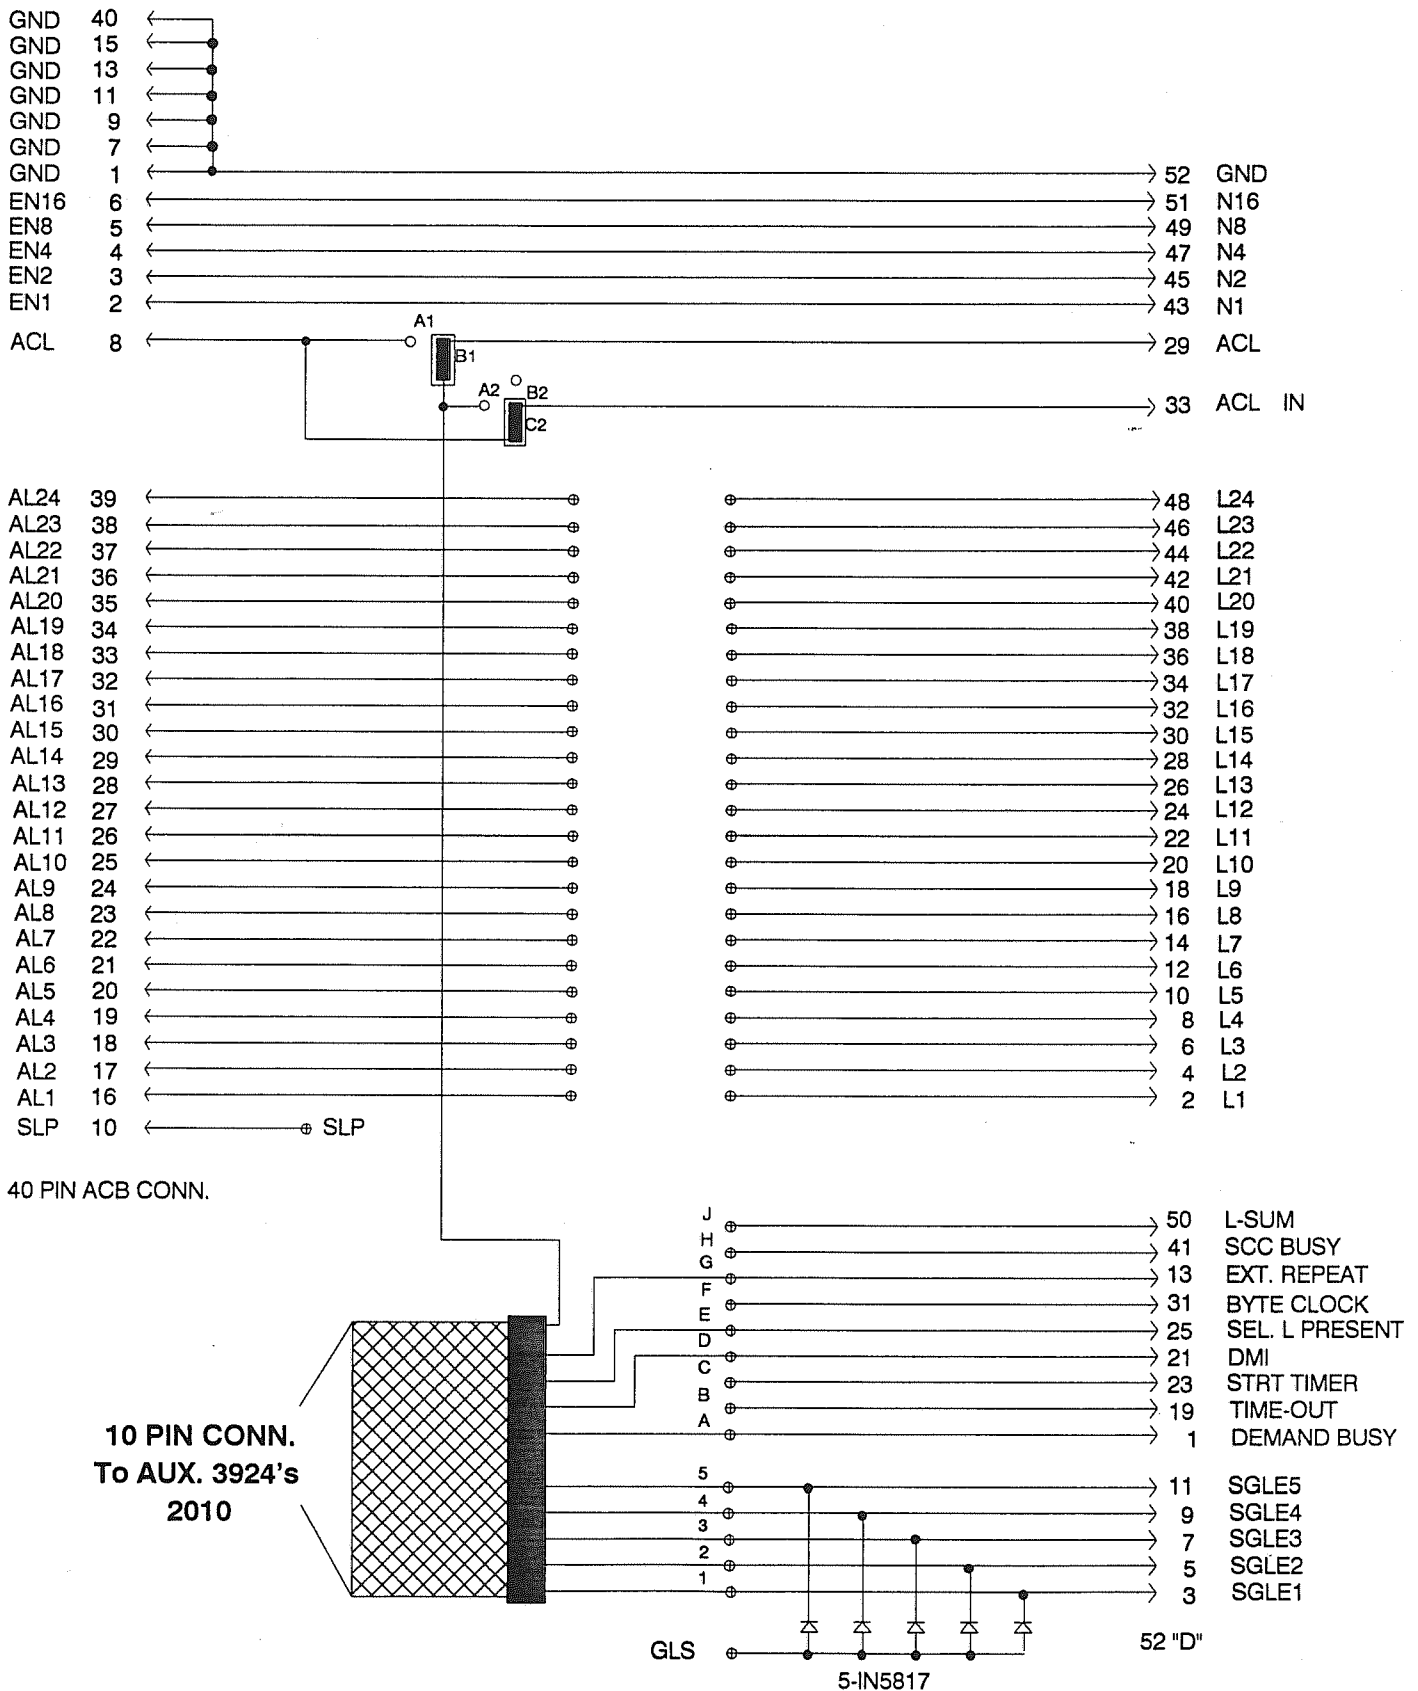 GND 40
GND 15
GND 13
GND 11
GND 9
GND 7
GND 1 52 GND
EN16 6 51 N16
EN8 5 49 N8
EN4 4 47 N4
EN2 3 45 N2
EN1 2 43 N1
A1
ACL 8 29 ACL
B1
A2 B2
33 ACL IN
C2
AL24 39 48 L24
AL23 38 46 L23
AL22 37 44 L22
AL21 36 42 L21
AL20 35 40 L20
AL19 34 38 L19
AL18 33 36 L18
AL17 32 34 L17
AL16 31 32 L16
AL15 30 30 L15
AL14 29 28 L14
AL13 28 26 L13
AL12 27 24 L12
AL11 26 22 L11
AL10 25 20 L10
AL9 24 18 L9
AL8 23 16 L8
AL7 22 14 L7
AL6 21 12 L6
AL5 20 10 L5
AL4 19 8 L4
AL3 18 6 L3
AL2 17 4 L2
AL1 16 2 L1
SLP 10 SLP
40 PIN ACB CONN.
J 50 L-SUM
H 41 SCC BUSY
G 13 EXT. REPEAT
F 31 BYTE CLOCK
E 25 SEL. L PRESENT
D 21 DMI
C 23 STRT TIMER
B 19 TIME-OUT
A 1 DEMAND BUSY
10 PIN CONN.
To AUX. 3924's
2010
5 11 SGLE5
4 9 SGLE4
3 7 SGLE3
2 5 SGLE2
1 3 SGLE1
52 "D"
GLS
5-IN5817